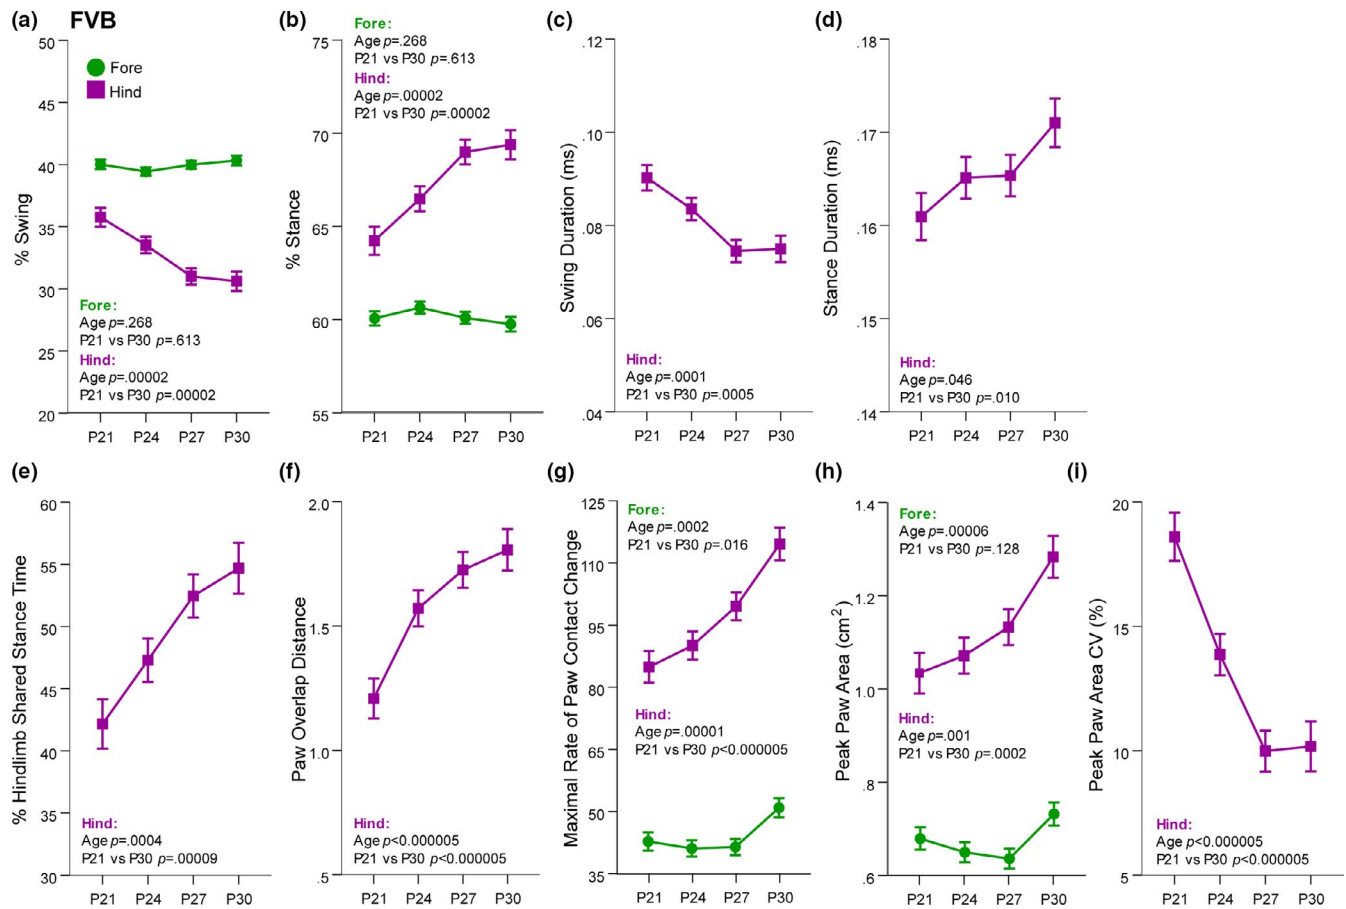 (a) FVB
50
45
40
35
30
25
20
% Swing
Fore
Hind
Fore:
Age p=.268
P21 vs P30 p=.613
Hind:
Age p=.00002
P21 vs P30 p=.00002
P21 P24 P27 P30
(b)
Fore:
Age p=.268
P21 vs P30 p=.613
Hind:
Age p=.00002
P21 vs P30 p=.00002
75
70
65
60
55
% Stance
P21 P24 P27 P30
(c)
.12
.10
.08
.06
.04
Swing Duration (ms)
Hind:
Age p=.0001
P21 vs P30 p=.0005
P21 P24 P27 P30
(d)
.18
.17
.16
.15
.14
Stance Duration (ms)
Hind:
Age p=.046
P21 vs P30 p=.010
P21 P24 P27 P30
(e)
60
55
50
45
40
35
30
% Hindlimb Shared Stance Time
Hind:
Age p=.0004
P21 vs P30 p=.00009
P21 P24 P27 P30
(f)
2.0
1.5
1.0
.5
Paw Overlap Distance
Hind:
Age p<0.000005
P21 vs P30 p<0.000005
P21 P24 P27 P30
(g)
125
110
95
80
65
50
35
Maximal Rate of Paw Contact Change
Fore:
Age p=.0002
P21 vs P30 p=.016
Hind:
Age p=.00001
P21 vs P30 p<0.000005
P21 P24 P27 P30
(h)
1.4
1.2
1.0
.8
.6
Peak Paw Area (cm²)
Fore:
Age p=.00006
P21 vs P30 p=.128
Hind:
Age p=.001
P21 vs P30 p=.0002
P21 P24 P27 P30
(i)
20
15
10
5
Peak Paw Area CV (%)
Hind:
Age p<0.000005
P21 vs P30 p<0.000005
P21 P24 P27 P30